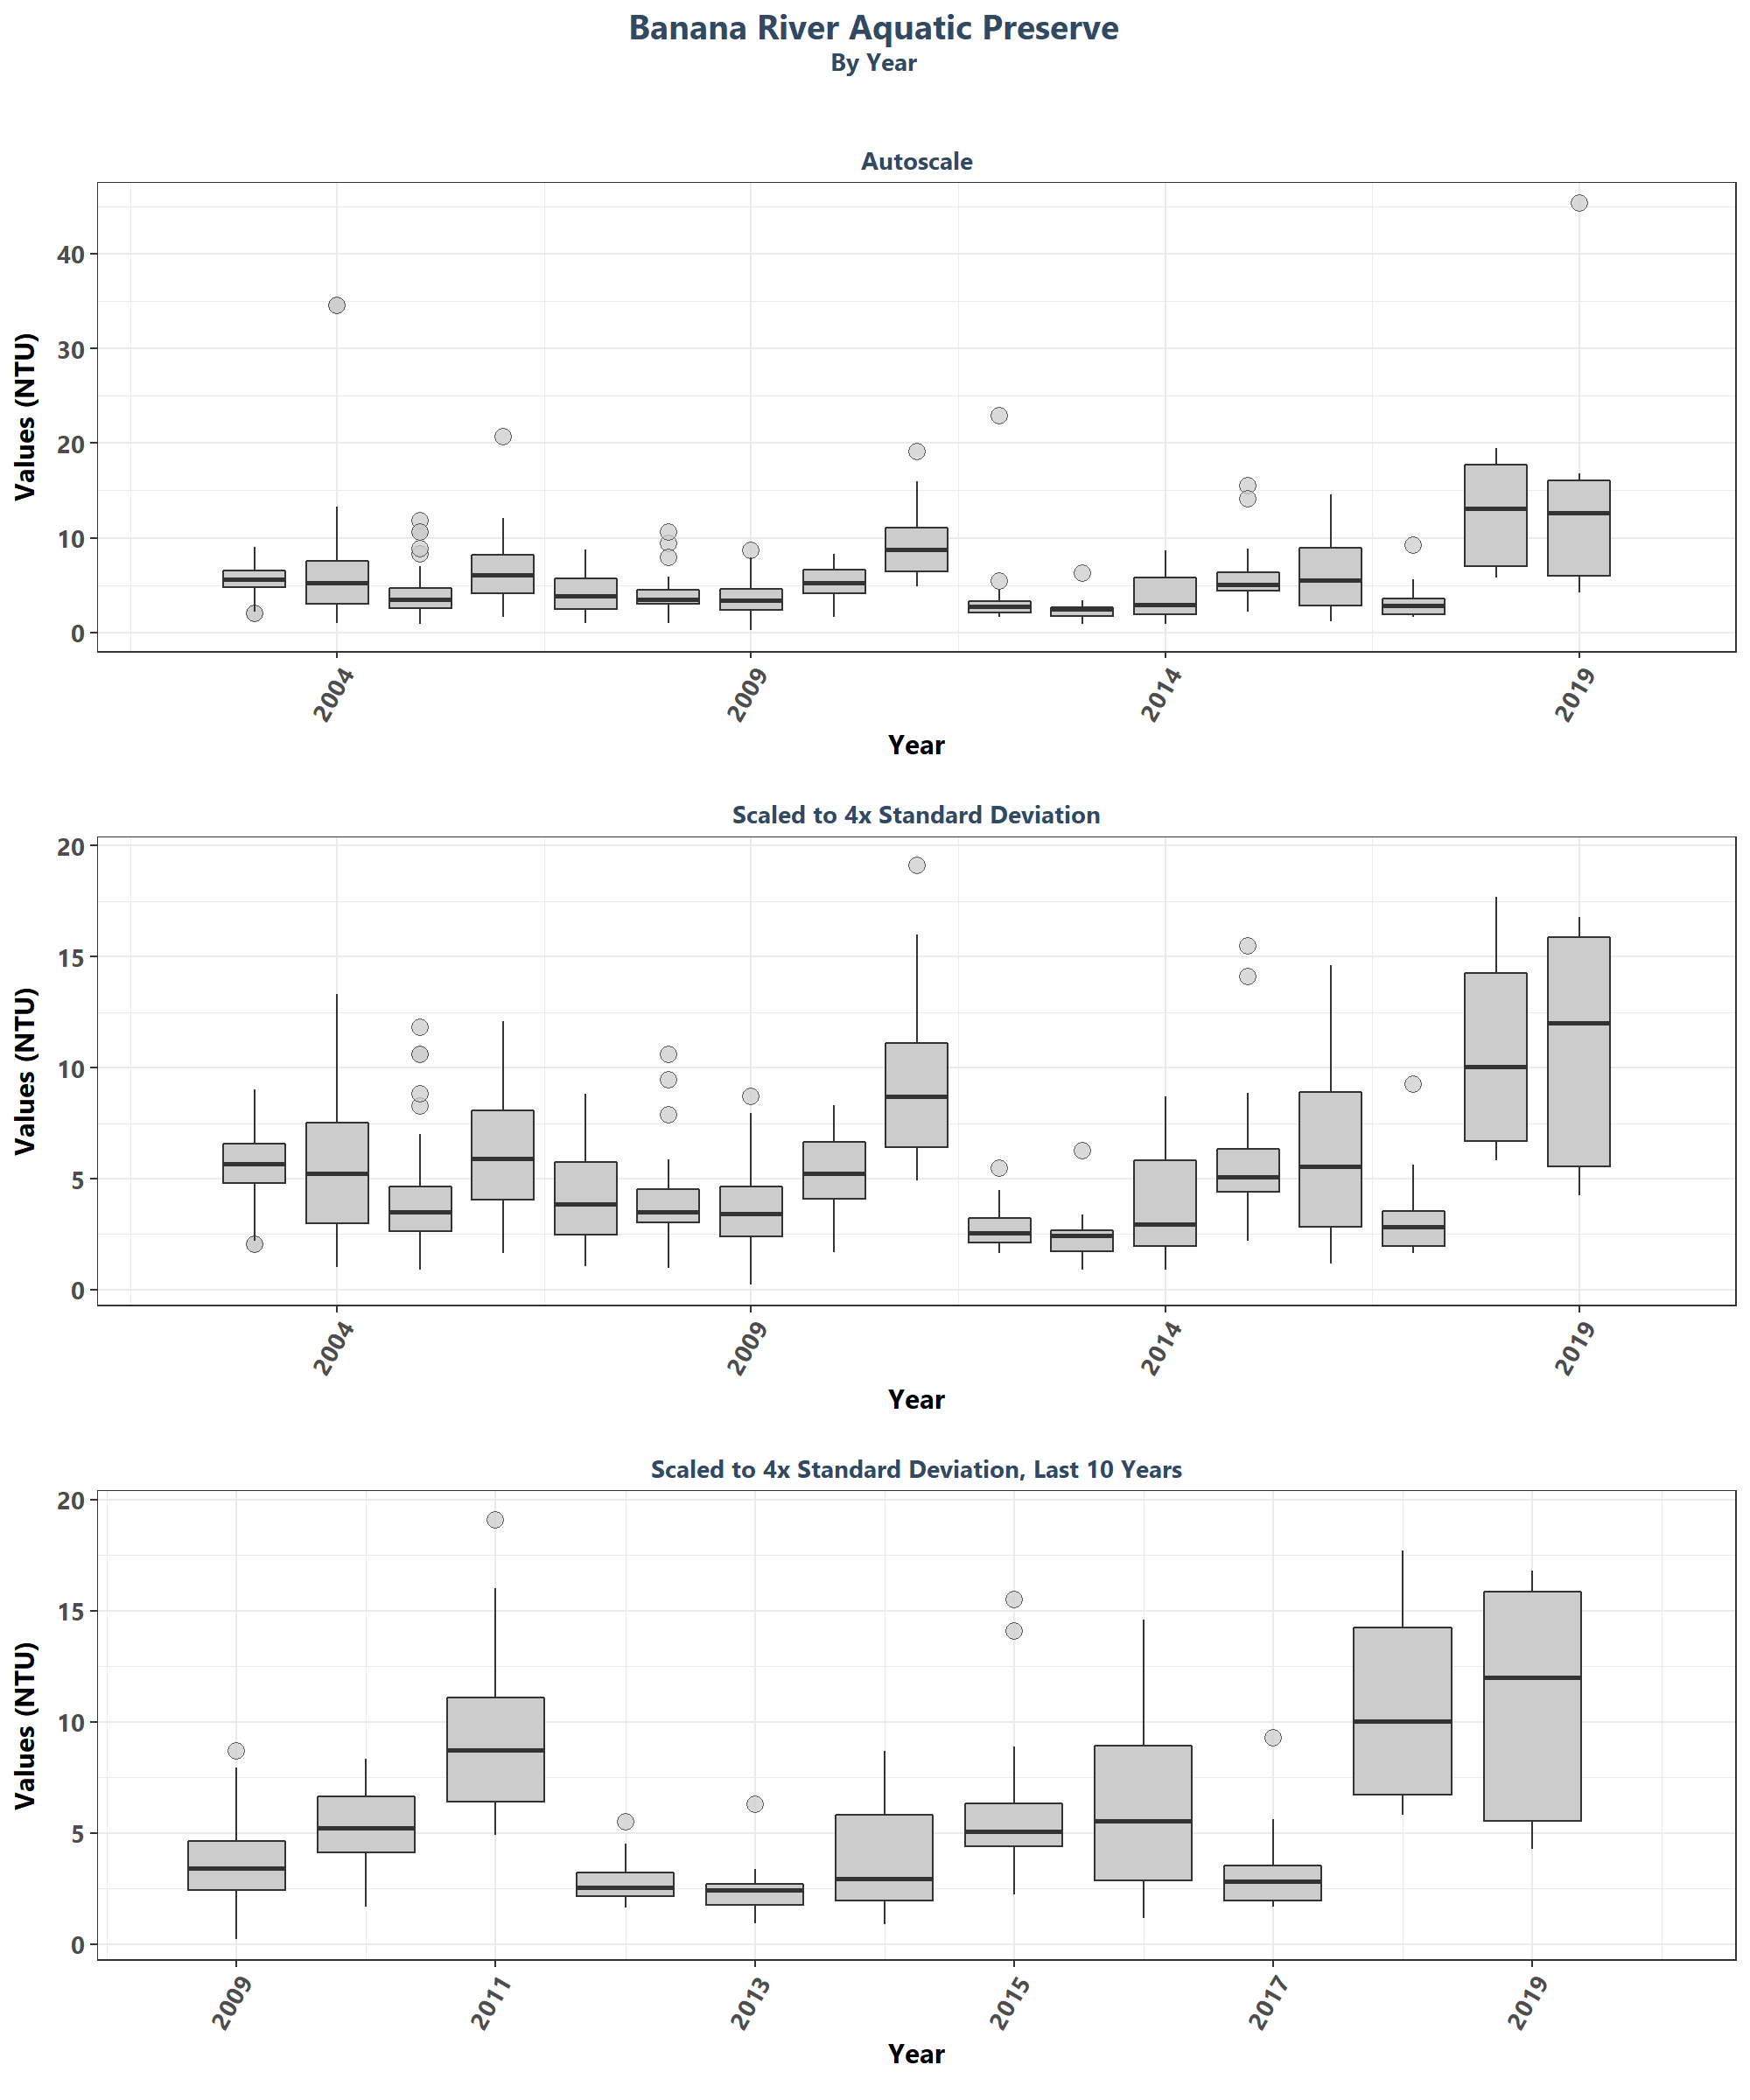 Banana River Aquatic Preserve
By Year
Autoscale
Values (NTU)
40
30
20
10
0
2004 2009 2014 2019
Year
Scaled to 4x Standard Deviation
Values (NTU)
20
15
10
5
0
2004 2009 2014 2019
Year
Scaled to 4x Standard Deviation, Last 10 Years
Values (NTU)
20
15
10
5
0
2009 2011 2013 2015 2017 2019
Year